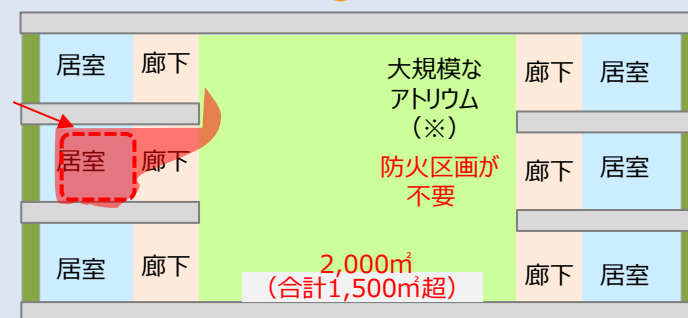 居室 廊下
大規模な
アトリウム
（※）
廊下 居室
居室 廊下
防火区画が
不要
廊下 居室
居室 廊下
2,000㎡
（合計1,500㎡超）
廊下 居室